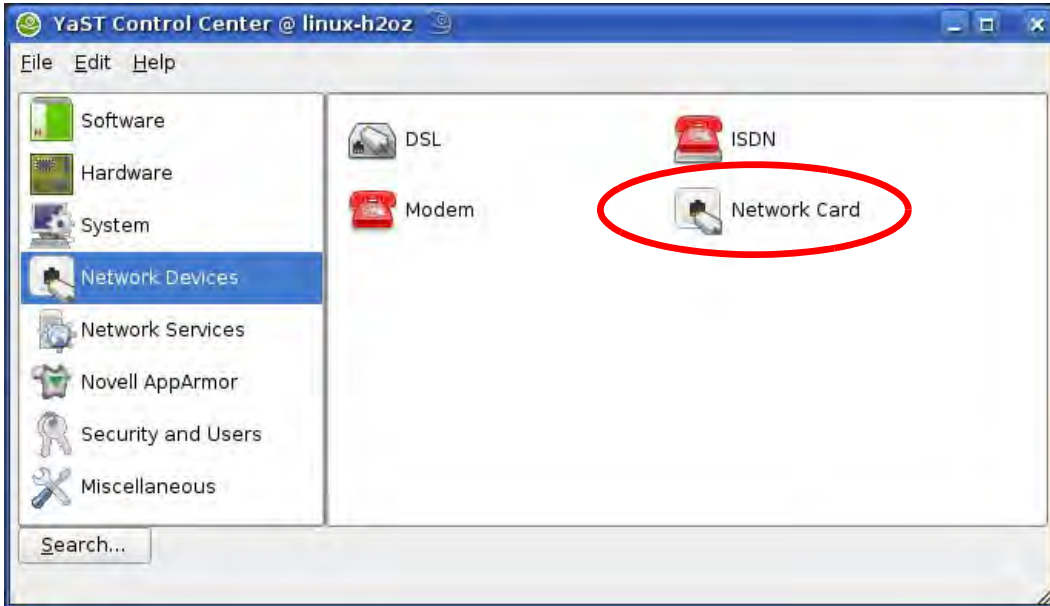 YaST Control Center @ linux-h2oz
File Edit Help
Software
Hardware
System
Network Devices
Network Services
Novell AppArmor
Security and Users
Miscellaneous
DSL
ISDN
Modem
Network Card
Search...